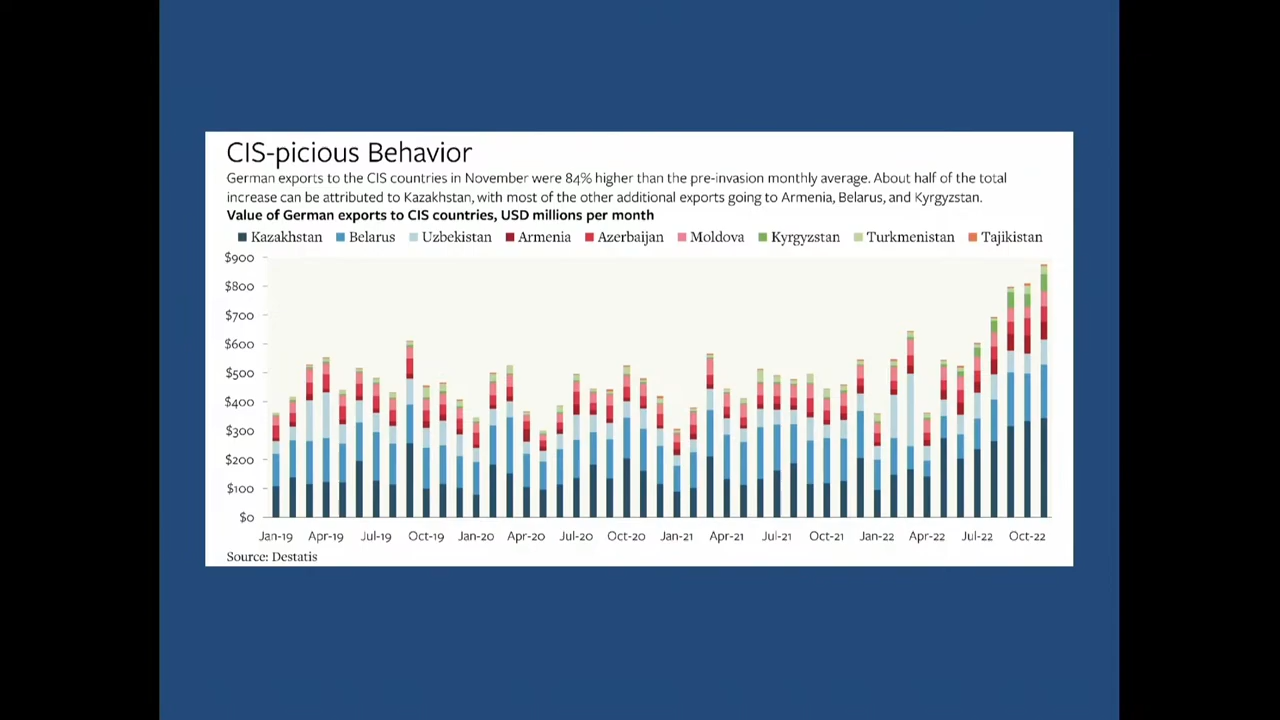 CIS-picious Behavior
German exports to the CIS countries in November were 84% higher than the pre-invasion monthly average. About half of the total
increase can be attributed to Kazakhstan, with most of the other additional exports going to Armenia, Belarus, and Kyrgyzstan.
Value of German exports to CIS countries, USD millions per month
Kazakhstan Belarus Uzbekistan Armenia Azerbaijan Moldova Kyrgyzstan Turkmenistan Tajikistan
$900
$800
$700
$600
$500
$400
$300
$200
$100
$0
Jan-19 Apr-19 Jul-19 Oct-19 Jan-20 Apr-20 Jul-20 Oct-20 Jan-21 Apr-21 Jul-21 Oct-21 Jan-22 Apr-22 Jul-22 Oct-22
Source: Destatis